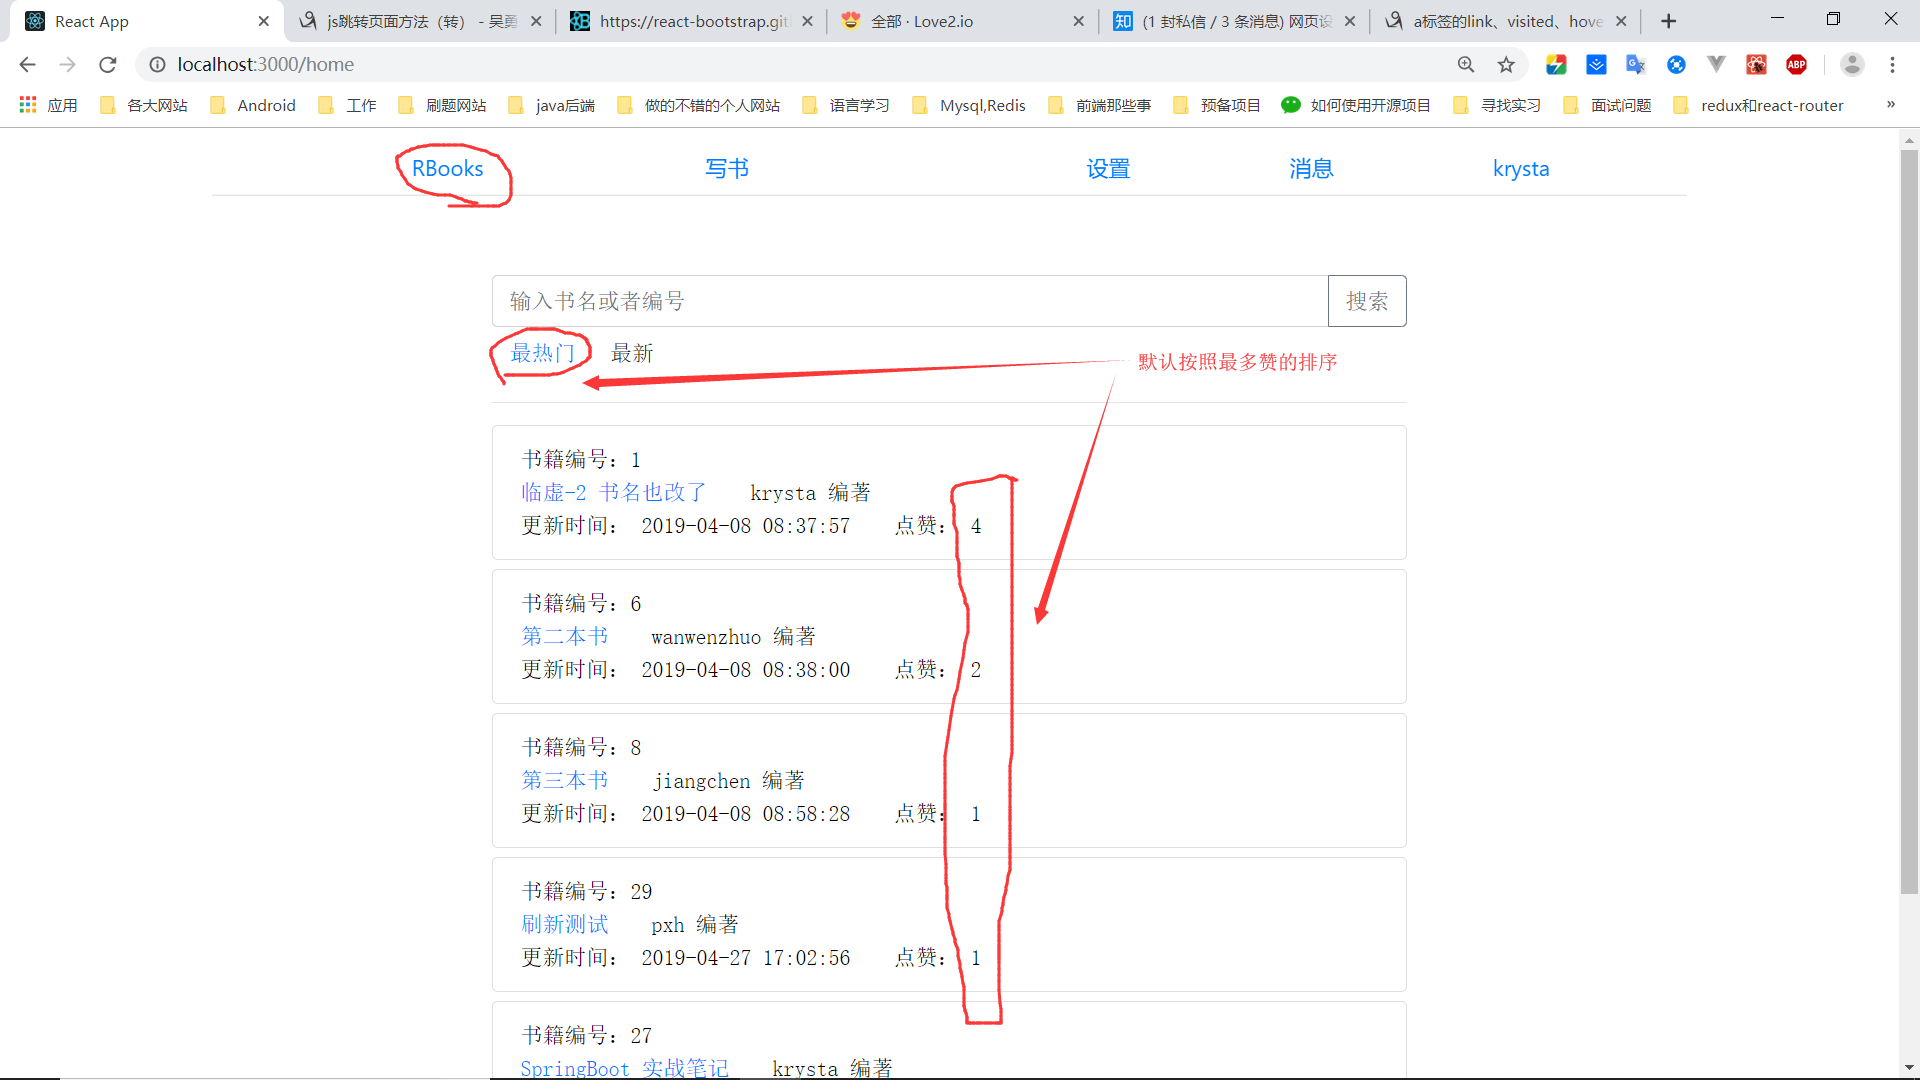 React App
js跳转页面方法（转） - 吴勇
https://react-bootstrap.git
全部 · Love2.io
知 (1 封私信 / 3 条消息) 网页设
a标签的link、visited、hove
localhost:3000/home
ABP
应用 各大网站 Android 工作 刷题网站 java后端 做的不错的个人网站 语言学习 Mysql,Redis 前端那些事 预备项目 如何使用开源项目 寻找实习 面试问题 redux和react-router »
RBooks 写书 设置 消息 krysta
输入书名或者编号 搜索
最热门 最新
默认按照最多赞的排序
书籍编号：1
临虚-2 书名也改了 krysta 编著
更新时间： 2019-04-08 08:37:57 点赞： 4
书籍编号：6
第二本书 wanwenzhuo 编著
更新时间： 2019-04-08 08:38:00 点赞： 2
书籍编号：8
第三本书 jiangchen 编著
更新时间： 2019-04-08 08:58:28 点赞： 1
书籍编号：29
刷新测试 pxh 编著
更新时间： 2019-04-27 17:02:56 点赞： 1
书籍编号：27
SpringBoot 实战笔记 krysta 编著